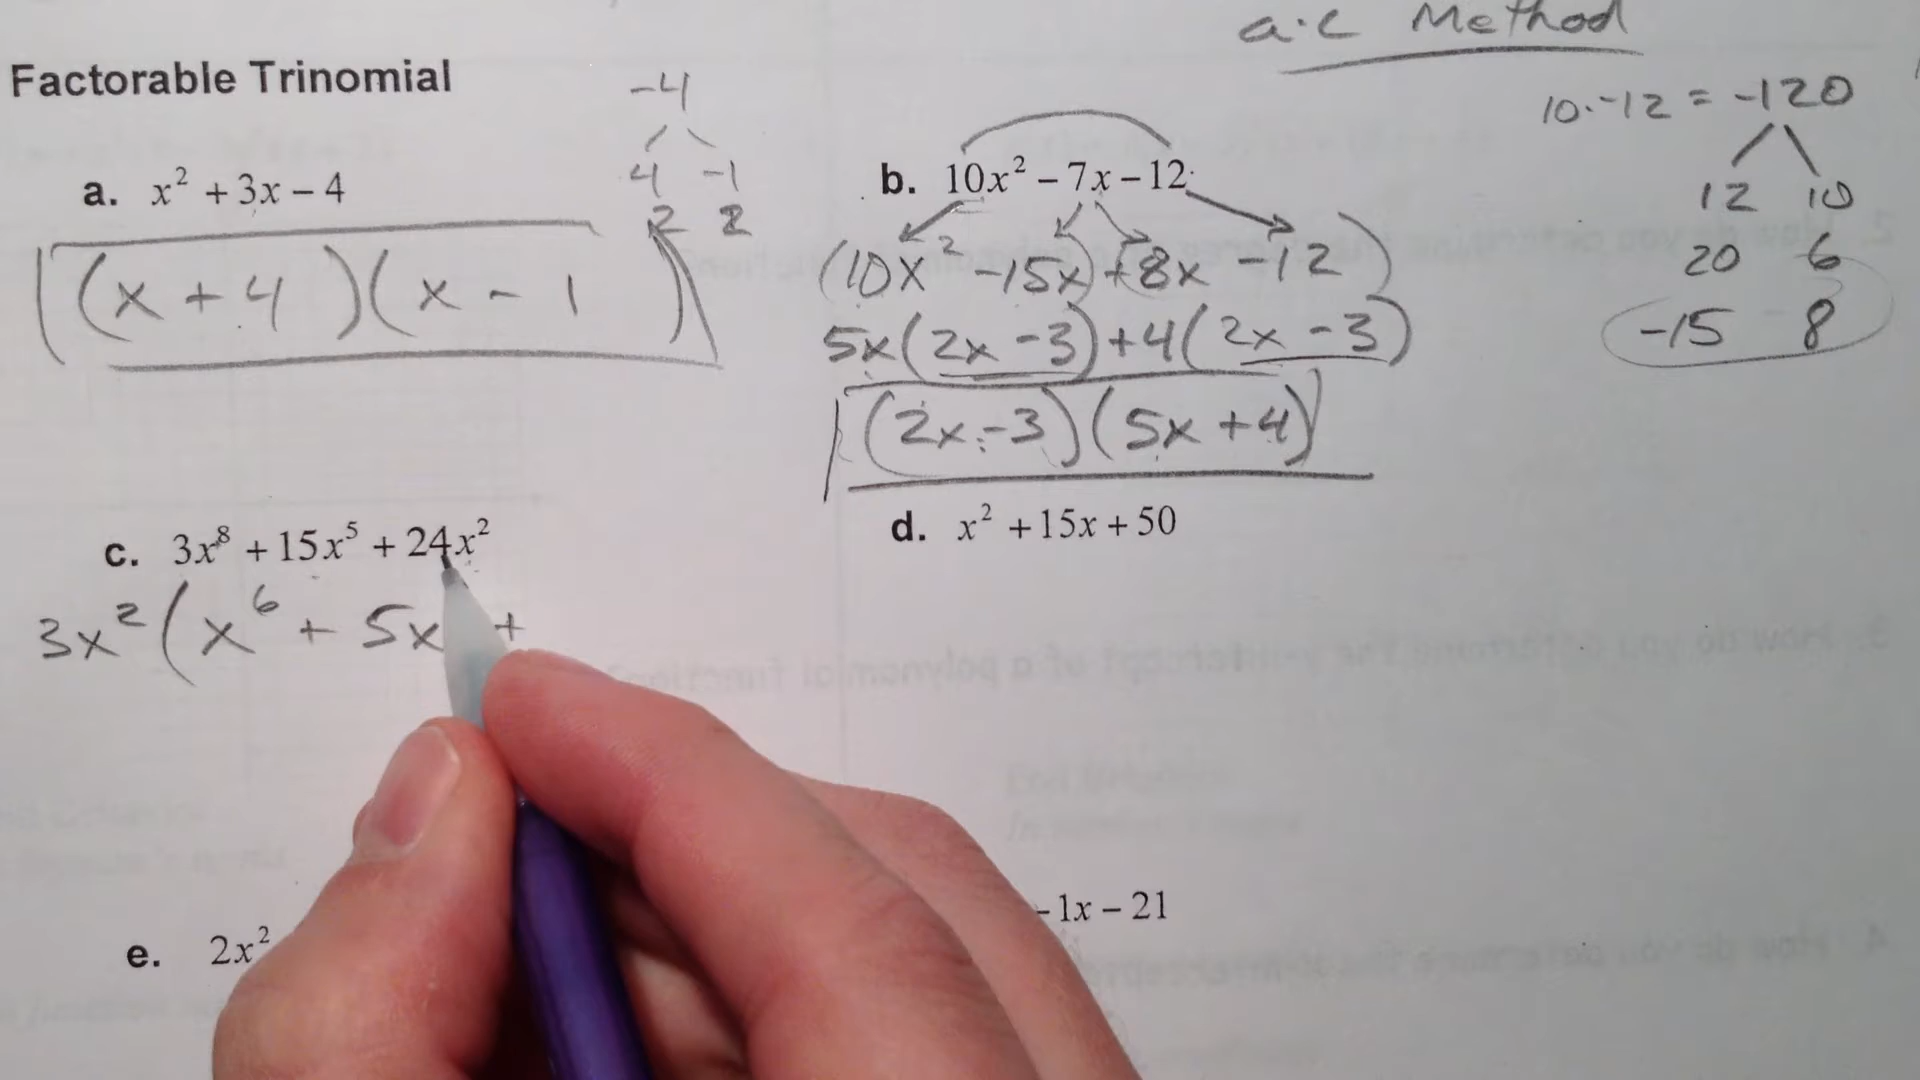 a·c Method
Factorable Trinomial
-4
4 -1
2 2
a. x² + 3x − 4
(x + 4)(x - 1)
b. 10x² − 7x − 12
10·-12 = -120
12 10
20 6
-15 8
(10x² -15x)+(8x -12)
5x(2x -3)+4(2x -3)
(2x-3)(5x+4)
c. 3x⁸ + 15x⁵ + 24x²
3x²(x⁶ + 5x +
d. x² + 15x + 50
e. 2x²
− 1x − 21